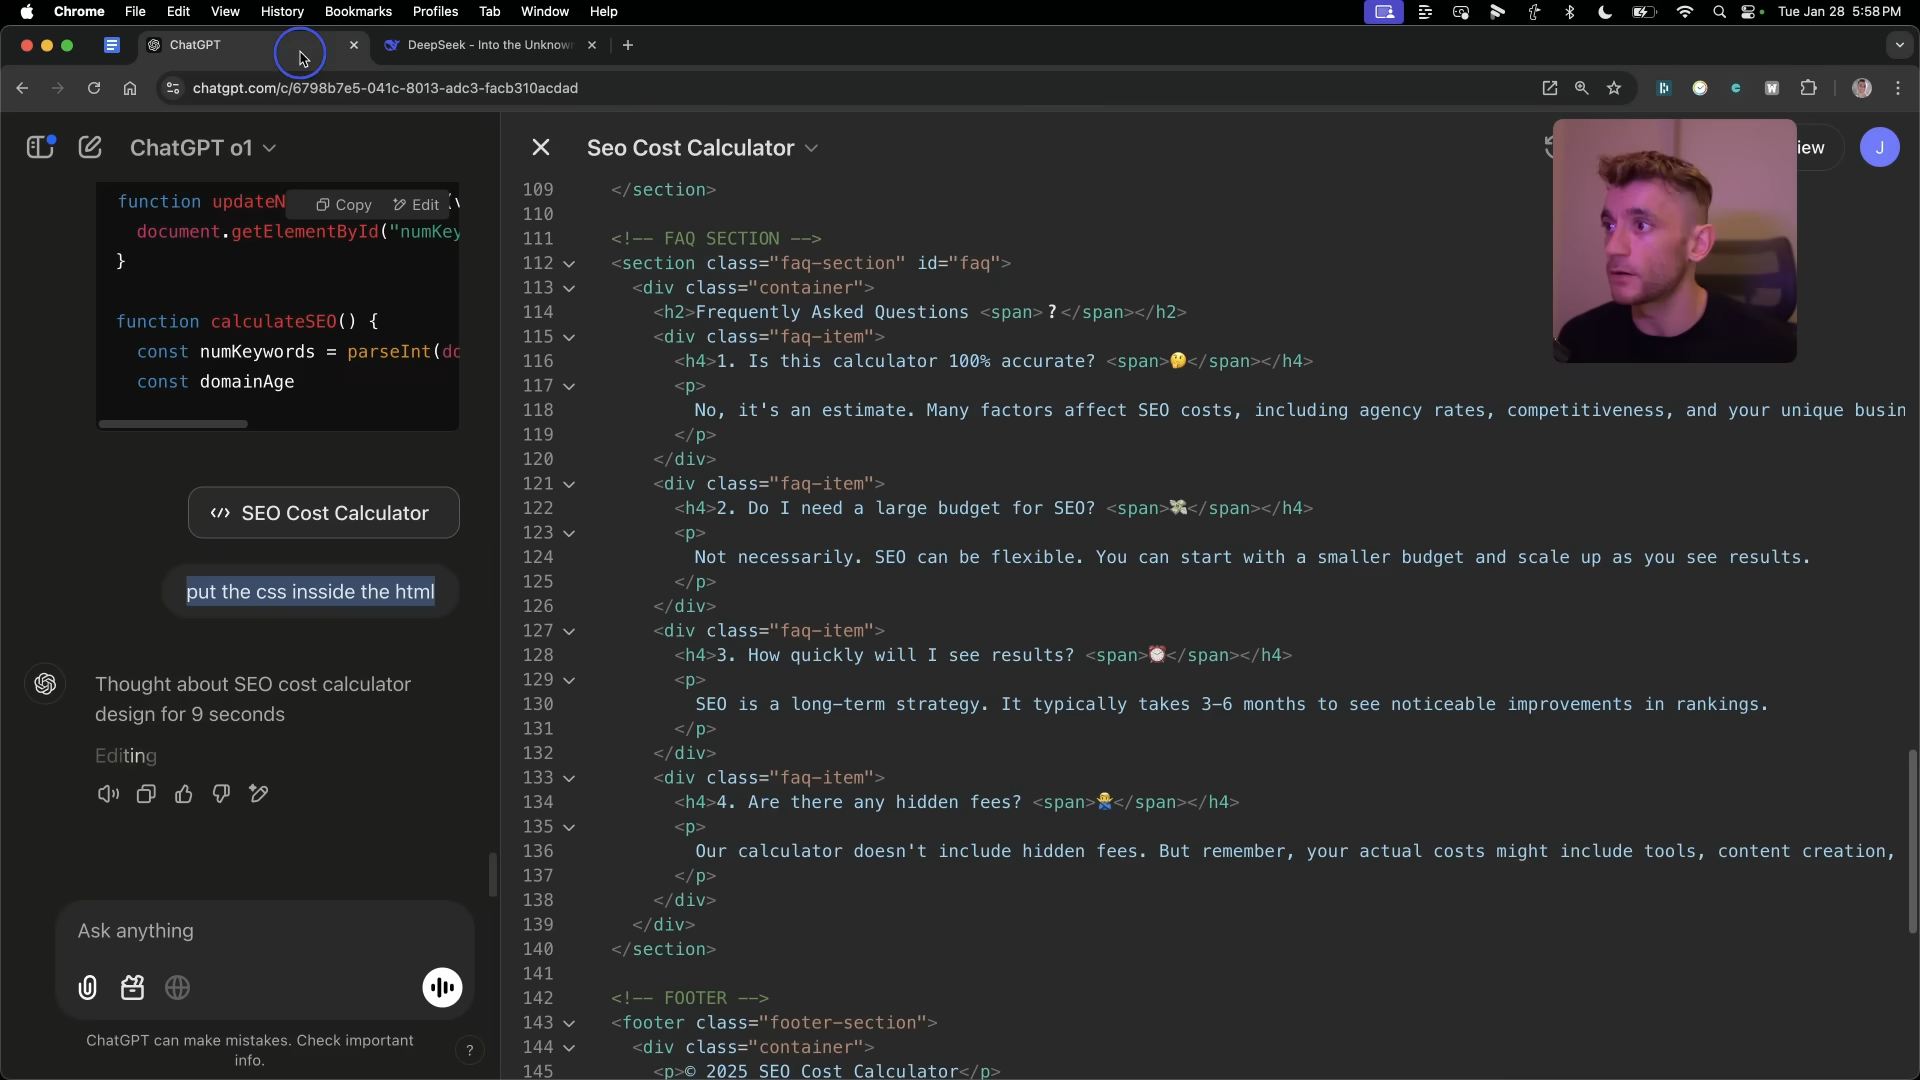 Chrome File Edit View History Bookmarks Profiles Tab Window Help Tue Jan 28 5:58 PM
ChatGPT DeepSeek - Into the Unknown
chatgpt.com/c/6798b7e5-041c-8013-adc3-facb310acdad
ChatGPT o1
function updateN
Copy Edit
document.getElementById("numKey
}
function calculateSEO() {
const numKeywords = parseInt(do
const domainAge
SEO Cost Calculator
put the css insside the html
Thought about SEO cost calculator
design for 9 seconds
Editing
Ask anything
ChatGPT can make mistakes. Check important
info.
?
Seo Cost Calculator
iew
J
109 </section>
110
111 <!-- FAQ SECTION -->
112 <section class="faq-section" id="faq">
113 <div class="container">
114 <h2>Frequently Asked Questions <span>❓</span></h2>
115 <div class="faq-item">
116 <h4>1. Is this calculator 100% accurate? <span>🤔</span></h4>
117 <p>
118 No, it's an estimate. Many factors affect SEO costs, including agency rates, competitiveness, and your unique busin
119 </p>
120 </div>
121 <div class="faq-item">
122 <h4>2. Do I need a large budget for SEO? <span>💸</span></h4>
123 <p>
124 Not necessarily. SEO can be flexible. You can start with a smaller budget and scale up as you see results.
125 </p>
126 </div>
127 <div class="faq-item">
128 <h4>3. How quickly will I see results? <span>⏰</span></h4>
129 <p>
130 SEO is a long-term strategy. It typically takes 3-6 months to see noticeable improvements in rankings.
131 </p>
132 </div>
133 <div class="faq-item">
134 <h4>4. Are there any hidden fees? <span>🙅‍♂️</span></h4>
135 <p>
136 Our calculator doesn't include hidden fees. But remember, your actual costs might include tools, content creation,
137 </p>
138 </div>
139 </div>
140 </section>
141
142 <!-- FOOTER -->
143 <footer class="footer-section">
144 <div class="container">
145 <p>© 2025 SEO Cost Calculator</p>